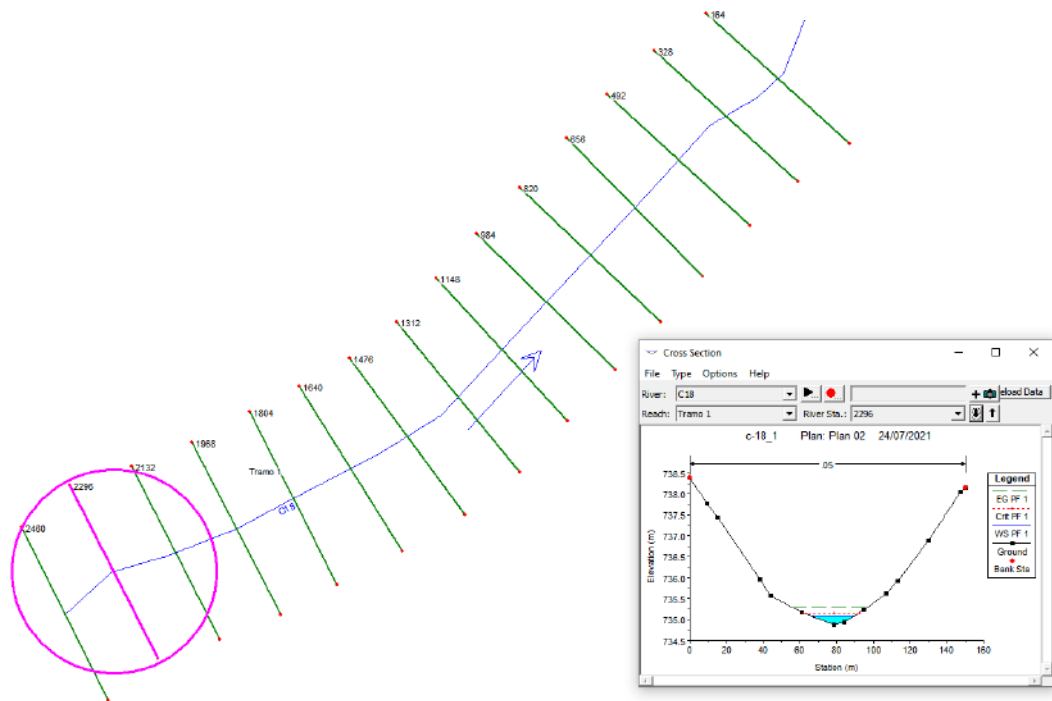 164
328
492
656
820
984
1148
1312
1476
1640
1804
1968
Tramo 1
2132
2296
C18
2460
Cross Section
File Type Options Help
River: C18 eload Data
Reach: Tramo 1 River Sta.: 2296
c-18_1 Plan: Plan 02 24/07/2021
.05
738.5
738.0
737.5
737.0
736.5
736.0
735.5
735.0
734.5
Elevation (m)
0 20 40 60 80 100 120 140 160
Station (m)
Legend
EG PF 1
Crit PF 1
WS PF 1
Ground
Bank Sta